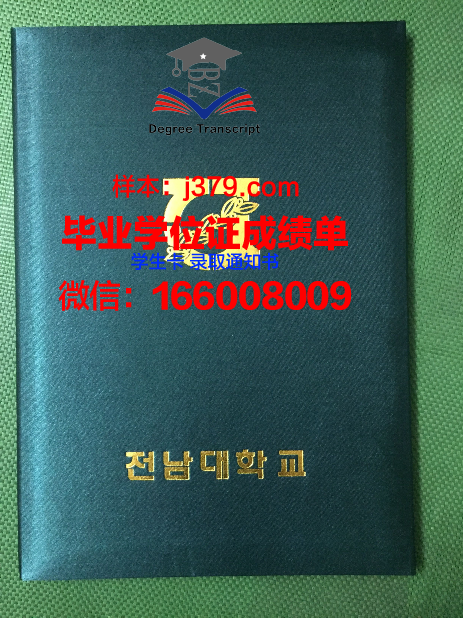 Degree Transcript
样本：j379.com
毕业学位证成绩单
学生卡 录取通知书
微信：166008009
전남대학교